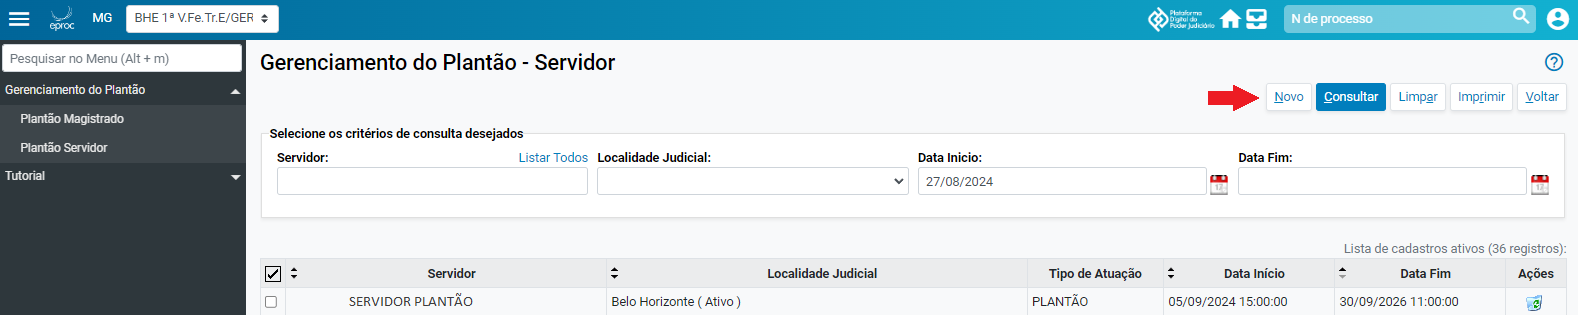 eproc
MG
BHE 1ª V.Fe.Tr.E/GER
Plataforma
Digital do
Poder Judiciário
N de processo
Pesquisar no Menu (Alt + m)
Gerenciamento do Plantão
Plantão Magistrado
Plantão Servidor
Tutorial
Gerenciamento do Plantão - Servidor
Novo Consultar Limpar Imprimir Voltar
Selecione os critérios de consulta desejados
Servidor: Listar Todos Localidade Judicial: Data Inicio: Data Fim:
27/08/2024
Lista de cadastros ativos (36 registros):
Servidor Localidade Judicial Tipo de Atuação Data Início Data Fim Ações
SERVIDOR PLANTÃO Belo Horizonte ( Ativo ) PLANTÃO 05/09/2024 15:00:00 30/09/2026 11:00:00